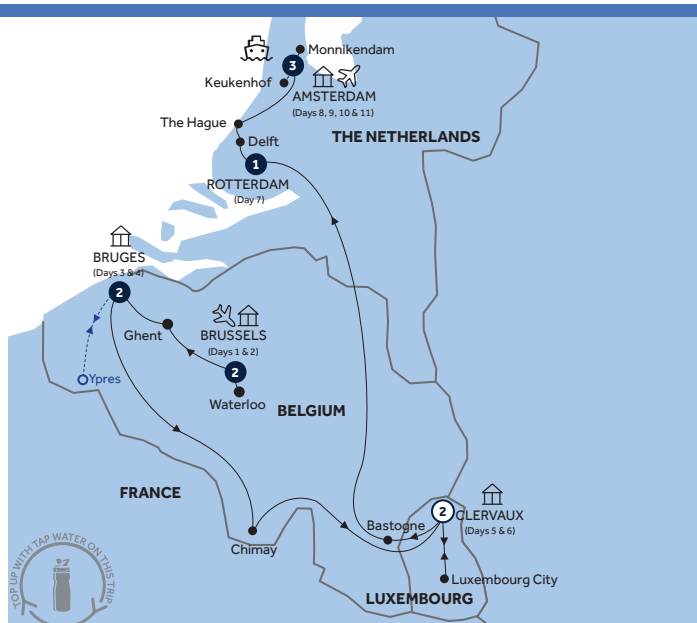 Monnikendam
3
Keukenhof
AMSTERDAM
(Days 8, 9, 10 & 11)
The Hague
THE NETHERLANDS
Delft
1
ROTTERDAM
(Day 7)
BRUGES
(Days 3 & 4)
2
Ghent
BRUSSELS
(Days 1 & 2)
2
Ypres
Waterloo
BELGIUM
FRANCE
2
CLERVAUX
(Days 5 & 6)
Bastogne
Chimay
Luxembourg City
LUXEMBOURG
TOP UP WITH TAP WATER ON THIS TRIP